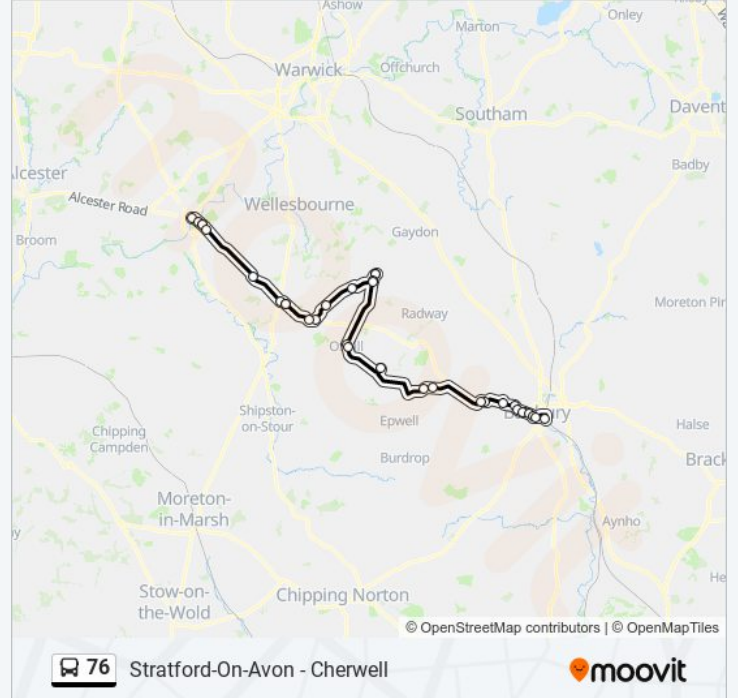 Ashow
Marton
Onley
Warwick
Offchurch
Southam
Davent
Badby
lcester
Alcester Road
Wellesbourne
Gaydon
Broom
Moreton Pin
Radway
Shipston-
on-Stour
Epwell
Halse
Chipping
Campden
Burdrop
Brack
Moreton-
in-Marsh
Aynho
Stow-on-
the-Wold
Chipping Norton
He
© OpenStreetMap contributors | © OpenMapTiles
76 Stratford-On-Avon - Cherwell
moovit